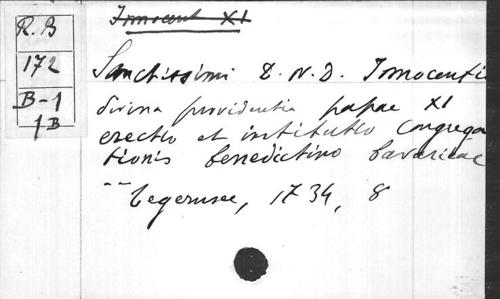 Innocent XI
R. B
172
B-1
1B
Sanctissimi D. N. D. Innocentii
divina providentia papae XI
erectio et institutio Congrega
tionis benedictino bavaricae
Tegernsee, 1734, 8